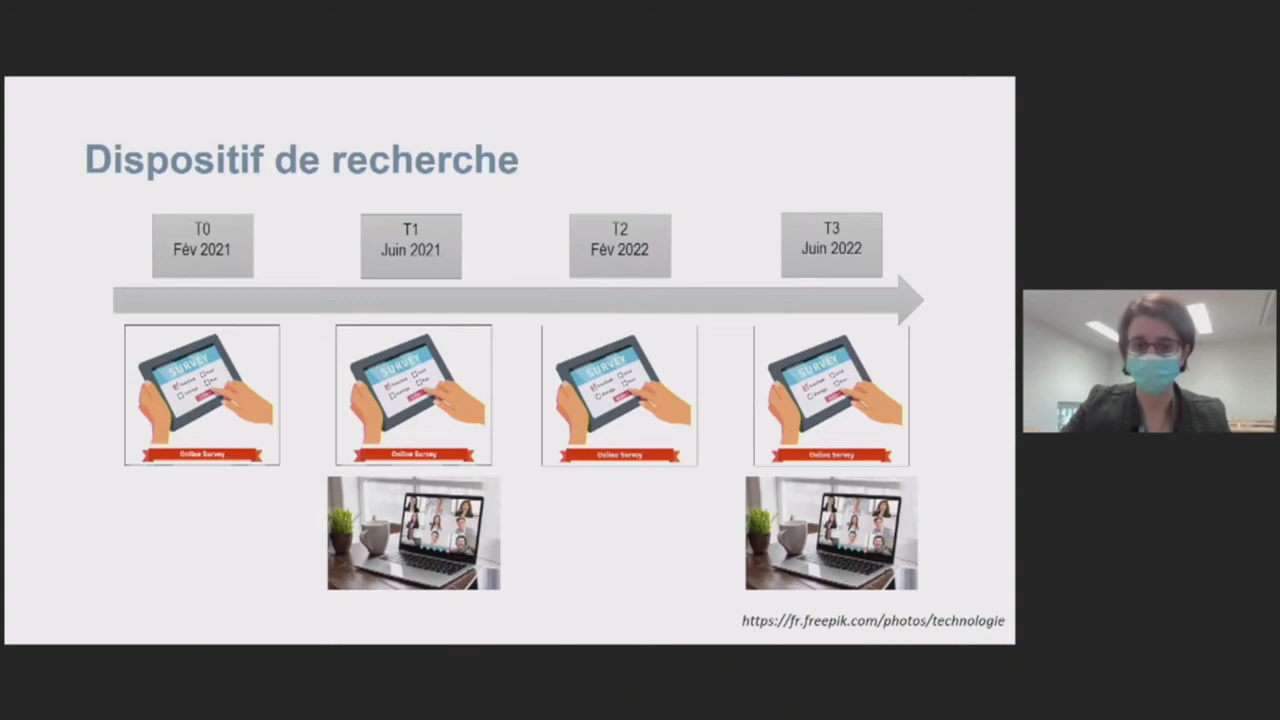 Dispositif de recherche
T0
Fév 2021
T1
Juin 2021
T2
Fév 2022
T3
Juin 2022
SURVEY
SURVEY
SURVEY
SURVEY
Online Survey
Online Survey
Online Survey
Online Survey
https://fr.freepik.com/photos/technologie